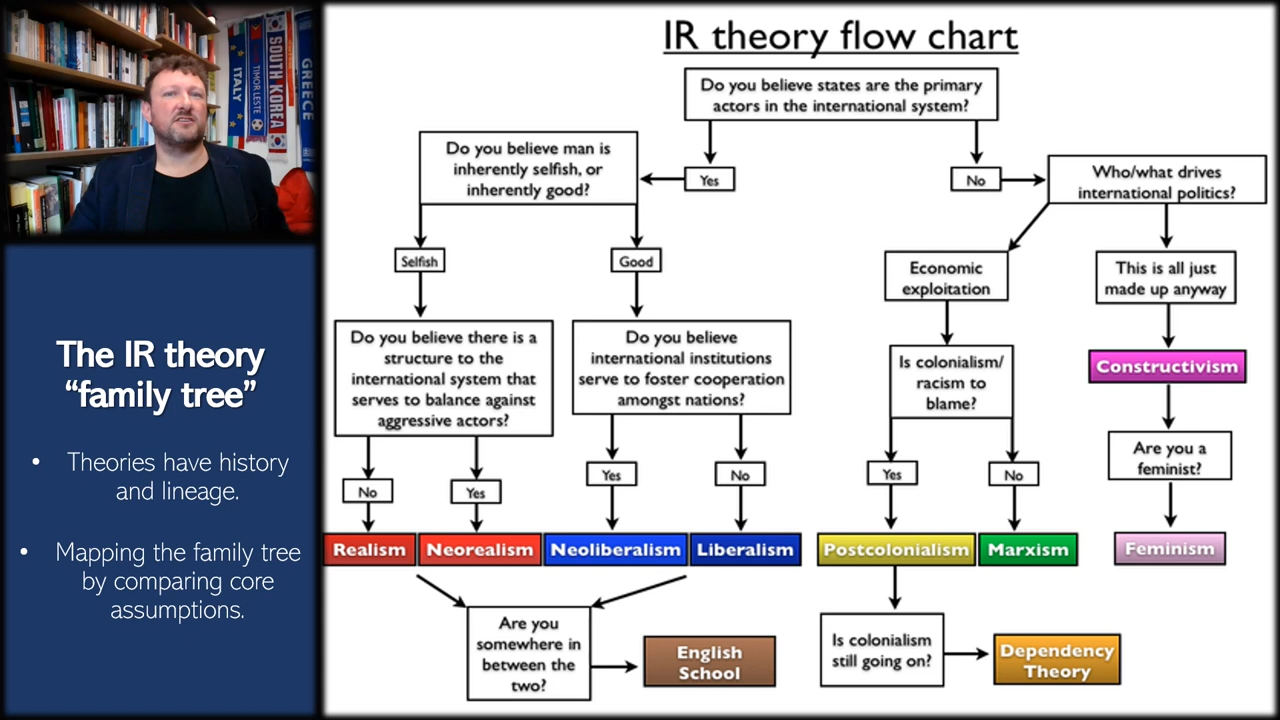 ITALY
TIMOR LESTE
SOUTH KOREA
GREECE
The IR theory
“family tree”
• Theories have history
and lineage.
• Mapping the family tree
by comparing core
assumptions.
IR theory flow chart
Do you believe states are the primary
actors in the international system?
Yes
No
Do you believe man is
inherently selfish, or
inherently good?
Who/what drives
international politics?
Selfish
Good
Economic
exploitation
This is all just
made up anyway
Do you believe there is a
structure to the
international system that
serves to balance against
aggressive actors?
Do you believe
international institutions
serve to foster cooperation
amongst nations?
Is colonialism/
racism to
blame?
Constructivism
Are you a
feminist?
No
Yes
Yes
No
Yes
No
Realism
Neorealism
Neoliberalism
Liberalism
Postcolonialism
Marxism
Feminism
Are you
somewhere in
between the
two?
English
School
Is colonialism
still going on?
Dependency
Theory